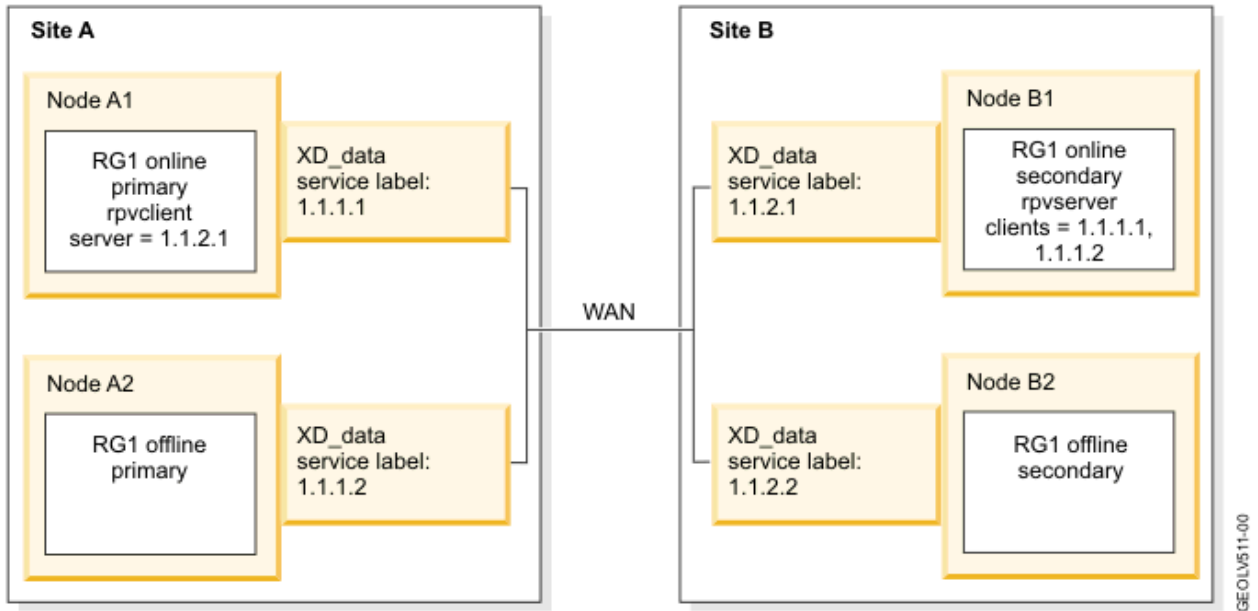 Site A
Node A1
RG1 online
primary
rpvclient
server = 1.1.2.1
XD_data
service label:
1.1.1.1
Node A2
RG1 offline
primary
XD_data
service label:
1.1.1.2
WAN
Site B
XD_data
service label:
1.1.2.1
Node B1
RG1 online
secondary
rpvserver
clients = 1.1.1.1,
1.1.1.2
XD_data
service label:
1.1.2.2
Node B2
RG1 offline
secondary
GEOLV511-00